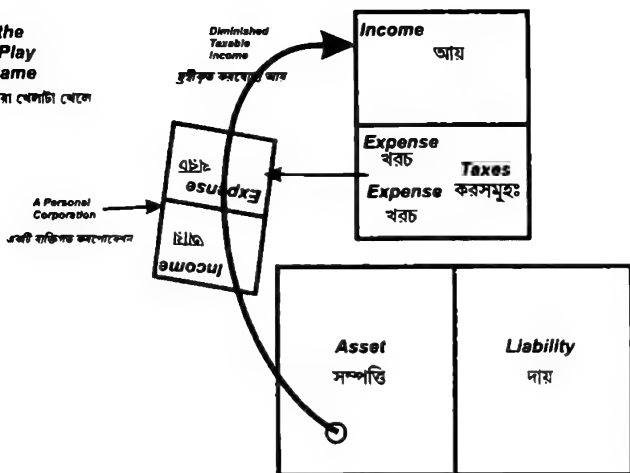 the
Play
ame
রা খেলাটা খেলে
Diminished
Taxable
Income
আয়
Income
আয়
Expense
খরচ
Taxes
Expense
করসমূহঃ
খরচ
Expense
খরচ
Income
আয়
A Personal
Corporation
একটি ব্যক্তিগত কর্পোরেশন
Asset
সম্পত্তি
Liability
দায়